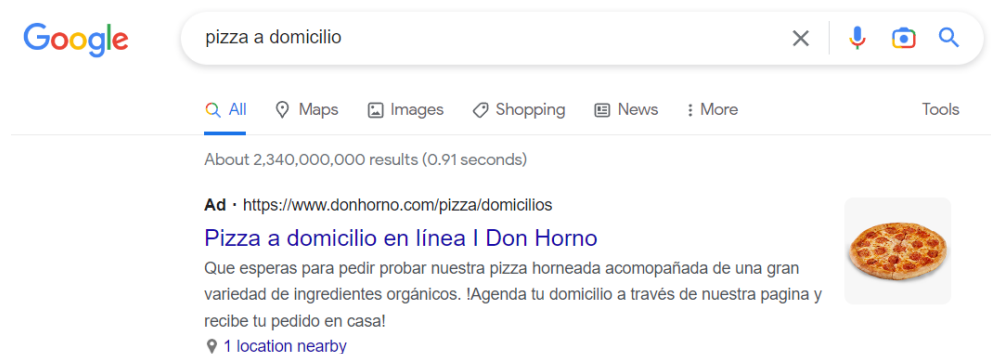 Google
pizza a domicilio
All Maps Images Shopping News More Tools
About 2,340,000,000 results (0.91 seconds)
Ad · https://www.donhorno.com/pizza/domicilios
Pizza a domicilio en línea I Don Horno
Que esperas para pedir probar nuestra pizza horneada acomopañada de una gran
variedad de ingredientes orgánicos. !Agenda tu domicilio a través de nuestra pagina y
recibe tu pedido en casa!
1 location nearby